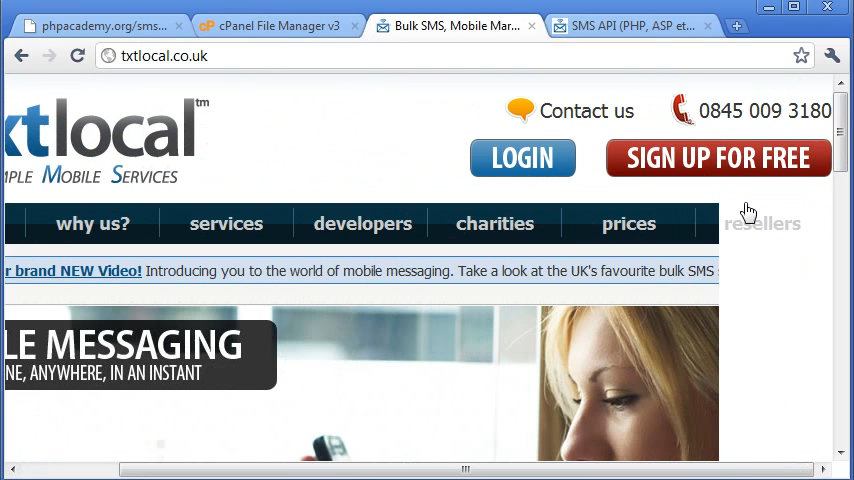 phpacademy.org/sms...
cPanel File Manager v3
Bulk SMS, Mobile Mar...
SMS API (PHP, ASP et...
txtlocal.co.uk
xtlocal™
MPLE MOBILE SERVICES
Contact us
0845 009 3180
LOGIN
SIGN UP FOR FREE
why us?
services
developers
charities
prices
resellers
r brand NEW Video! Introducing you to the world of mobile messaging. Take a look at the UK's favourite bulk SMS
LE MESSAGING
NE, ANYWHERE, IN AN INSTANT